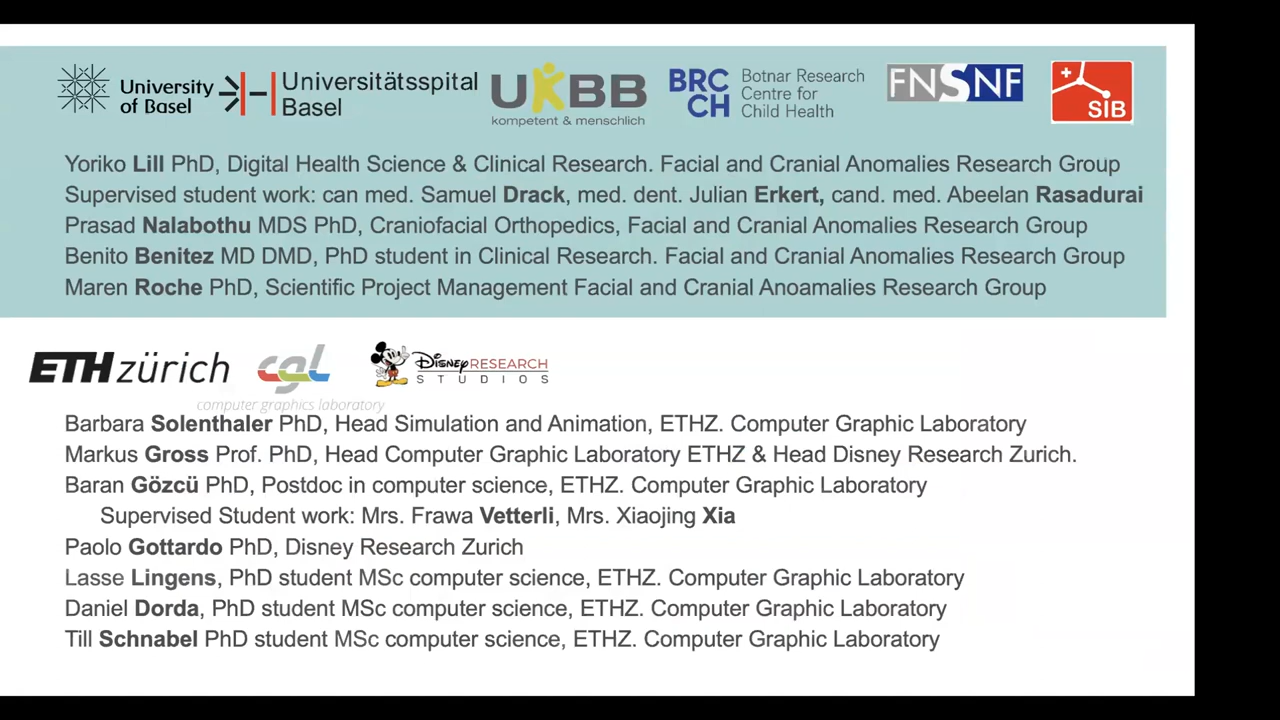 University of Basel
Universitätsspital Basel
UKBB
kompetent & menschlich
BRC CH
Botnar Research Centre for Child Health
FNSNF
SIB
Yoriko Lill PhD, Digital Health Science & Clinical Research. Facial and Cranial Anomalies Research Group
Supervised student work: can med. Samuel Drack, med. dent. Julian Erkert, cand. med. Abeelan Rasadurai
Prasad Nalabothu MDS PhD, Craniofacial Orthopedics, Facial and Cranial Anomalies Research Group
Benito Benitez MD DMD, PhD student in Clinical Research. Facial and Cranial Anomalies Research Group
Maren Roche PhD, Scientific Project Management Facial and Cranial Anoamalies Research Group
ETH zürich
cgl
computer graphics laboratory
Disney RESEARCH
STUDIOS
Barbara Solenthaler PhD, Head Simulation and Animation, ETHZ. Computer Graphic Laboratory
Markus Gross Prof. PhD, Head Computer Graphic Laboratory ETHZ & Head Disney Research Zurich.
Baran Gözcü PhD, Postdoc in computer science, ETHZ. Computer Graphic Laboratory
Supervised Student work: Mrs. Frawa Vetterli, Mrs. Xiaojing Xia
Paolo Gottardo PhD, Disney Research Zurich
Lasse Lingens, PhD student MSc computer science, ETHZ. Computer Graphic Laboratory
Daniel Dorda, PhD student MSc computer science, ETHZ. Computer Graphic Laboratory
Till Schnabel PhD student MSc computer science, ETHZ. Computer Graphic Laboratory